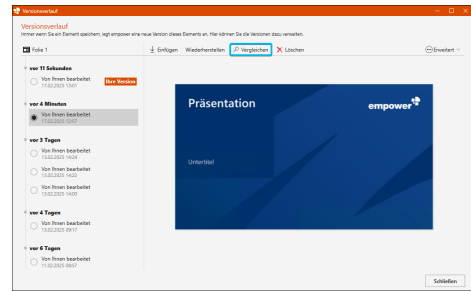 Versionsverlauf
Versionsverlauf
Immer wenn Sie ein Element speichern, legt empower eine neue Version dieses Elements an. Hier können Sie die Versionen dazu verwalten.
Folie 1
Einfügen Wiederherstellen Vergleichen Löschen Erweitert
vor 11 Sekunden
Von Ihnen bearbeitet Ihre Version
17.02.2025 13:01
vor 4 Minuten
Von Ihnen bearbeitet
17.02.2025 12:57
vor 3 Tagen
Von Ihnen bearbeitet
13.02.2025 14:24
Von Ihnen bearbeitet
13.02.2025 14:22
Von Ihnen bearbeitet
13.02.2025 14:00
vor 4 Tagen
Von Ihnen bearbeitet
13.02.2025 09:17
vor 6 Tagen
Von Ihnen bearbeitet
11.02.2025 08:57
Präsentation
empower
Untertitel
Schließen